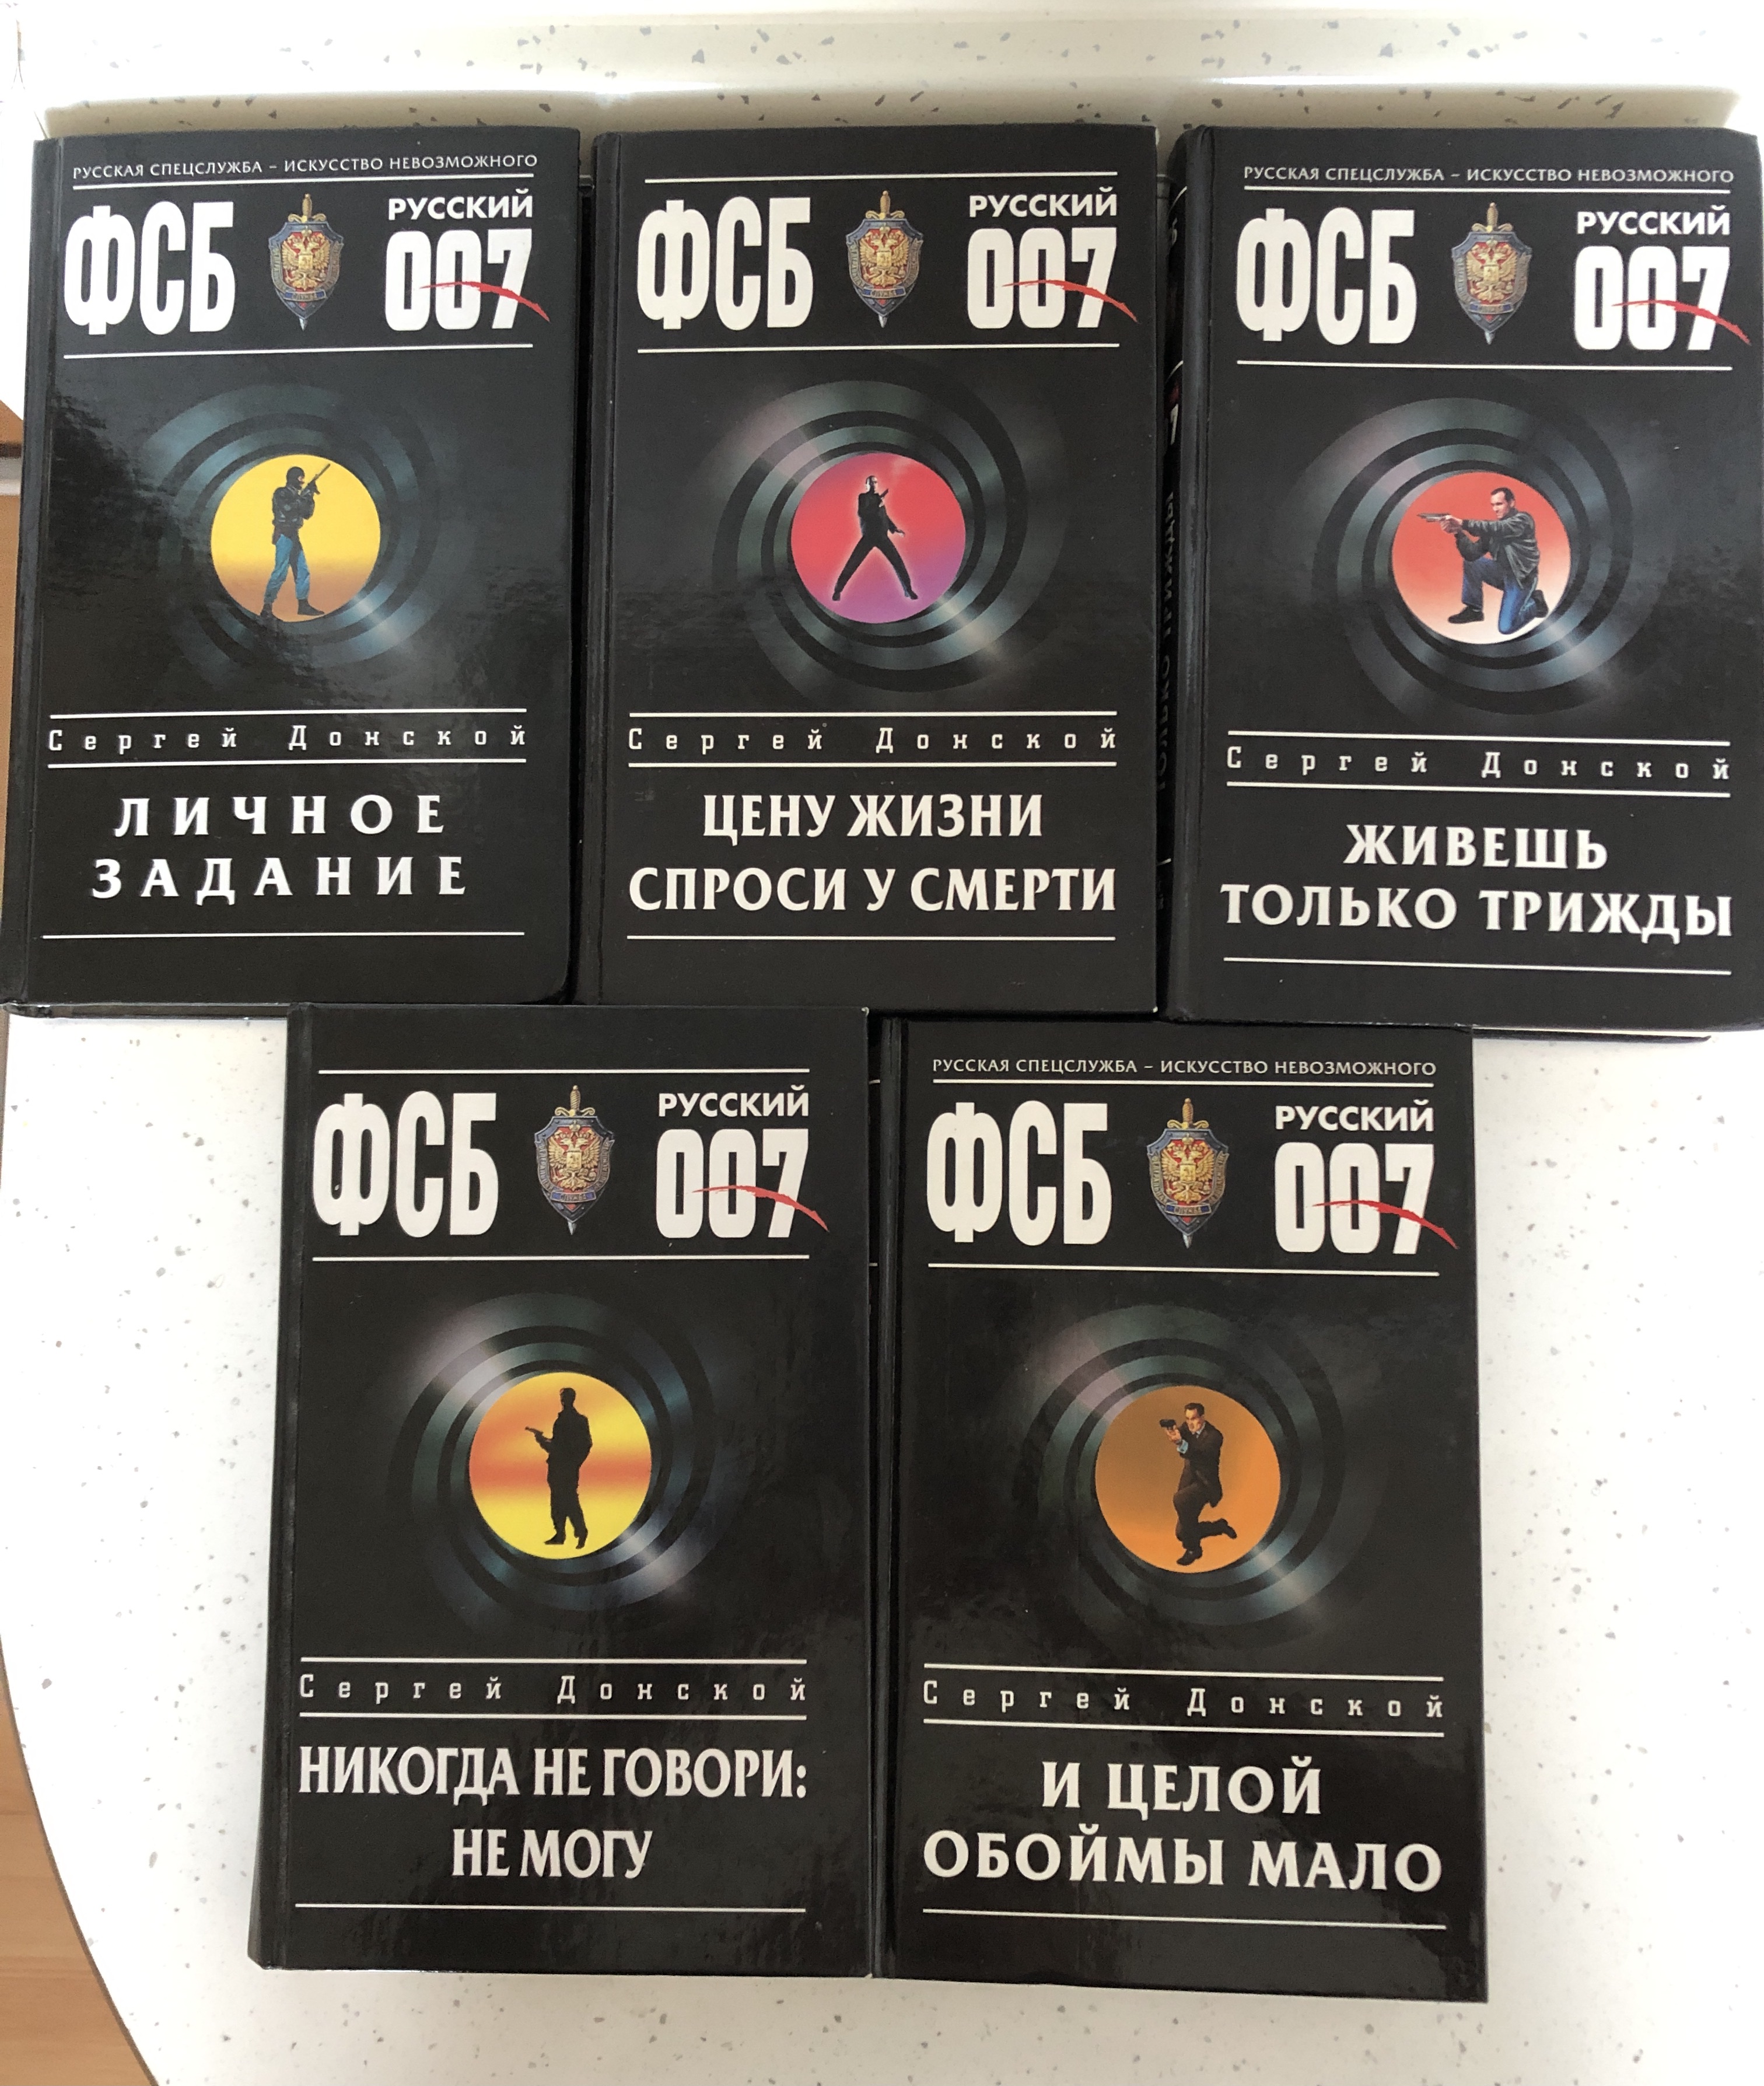 РУССКАЯ СПЕЦСЛУЖБА – ИСКУССТВО НЕВОЗМОЖНОГО
ФСБ
РУССКИЙ
007
Сергей Донской
ЛИЧНОЕ
ЗАДАНИЕ
ФСБ
РУССКИЙ
007
Сергей Донской
ЦЕНУ ЖИЗНИ
СПРОСИ У СМЕРТИ
РУССКАЯ СПЕЦСЛУЖБА – ИСКУССТВО НЕВОЗМОЖНОГО
ФСБ
РУССКИЙ
007
Сергей Донской
ЖИВЕШЬ
ТОЛЬКО ТРИЖДЫ
ФСБ
РУССКИЙ
007
Сергей Донской
НИКОГДА НЕ ГОВОРИ:
НЕ МОГУ
РУССКАЯ СПЕЦСЛУЖБА – ИСКУССТВО НЕВОЗМОЖНОГО
ФСБ
РУССКИЙ
007
Сергей Донской
И ЦЕЛОЙ
ОБОЙМЫ МАЛО